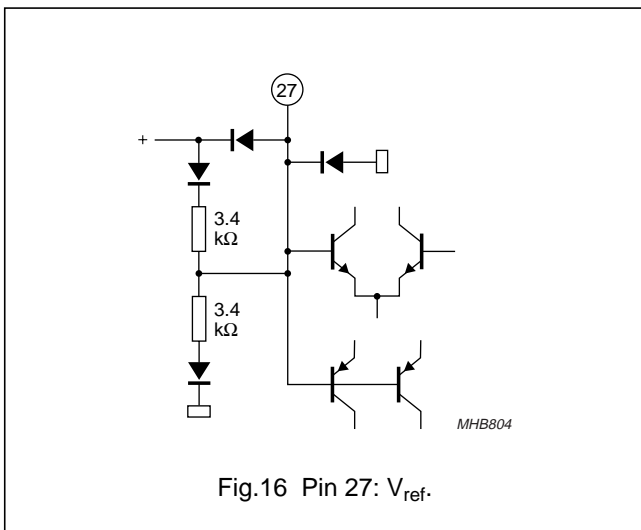 27
+
3.4
kΩ
3.4
kΩ
MHB804
Fig.16 Pin 27: Vref.